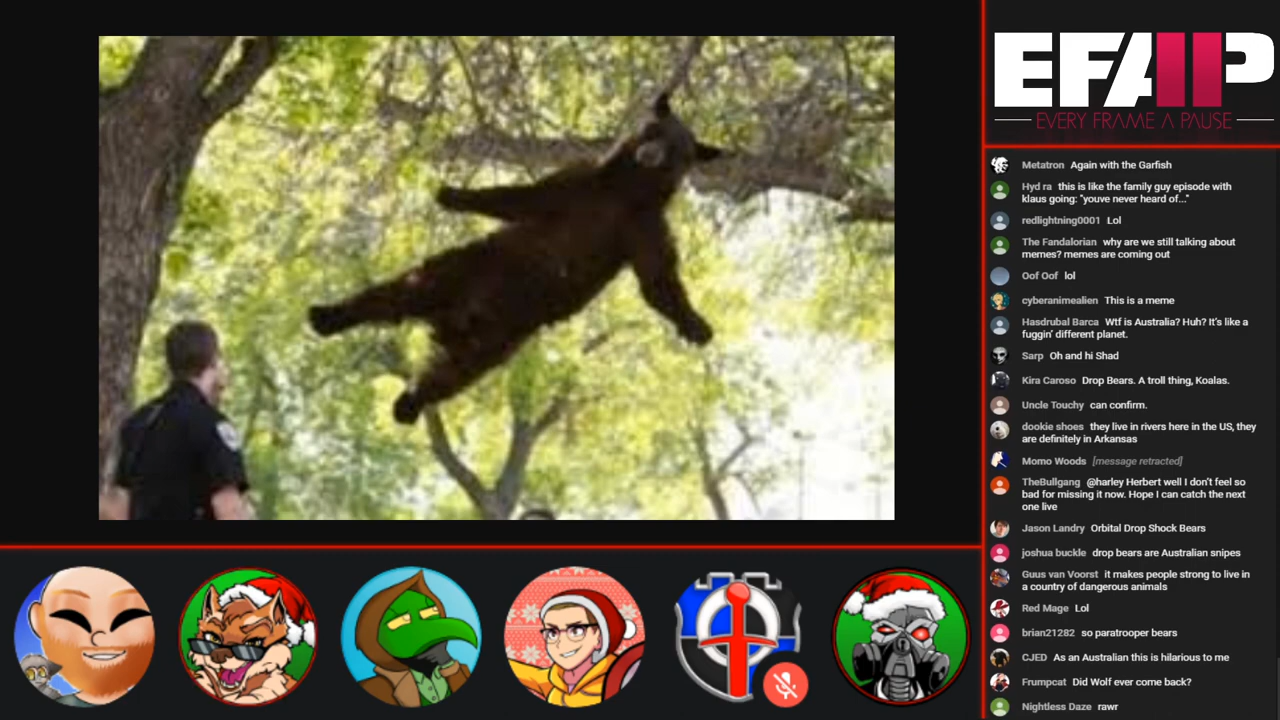 EFAP
EVERY FRAME A PAUSE
Metatron Again with the Garfish
Hyd ra this is like the family guy episode with
klaus going: "youve never heard of..."
redlightning0001 Lol
The Fandalorian why are we still talking about
memes? memes are coming out
Oof Oof lol
cyberanimealien This is a meme
Hasdrubal Barca Wtf is Australia? Huh? It's like a
fuggin' different planet.
Sarp Oh and hi Shad
Kira Caroso Drop Bears. A troll thing, Koalas.
Uncle Touchy can confirm.
dookie shoes they live in rivers here in the US, they
are definitely in Arkansas
Momo Woods [message retracted]
TheBullgang @harley Herbert well I don't feel so
bad for missing it now. Hope I can catch the next
one live
Jason Landry Orbital Drop Shock Bears
joshua buckle drop bears are Australian snipes
Guus van Voorst it makes people strong to live in
a country of dangerous animals
Red Mage Lol
brian21282 so paratrooper bears
CJED As an Australian this is hilarious to me
Frumpcat Did Wolf ever come back?
Nightless Daze rawr